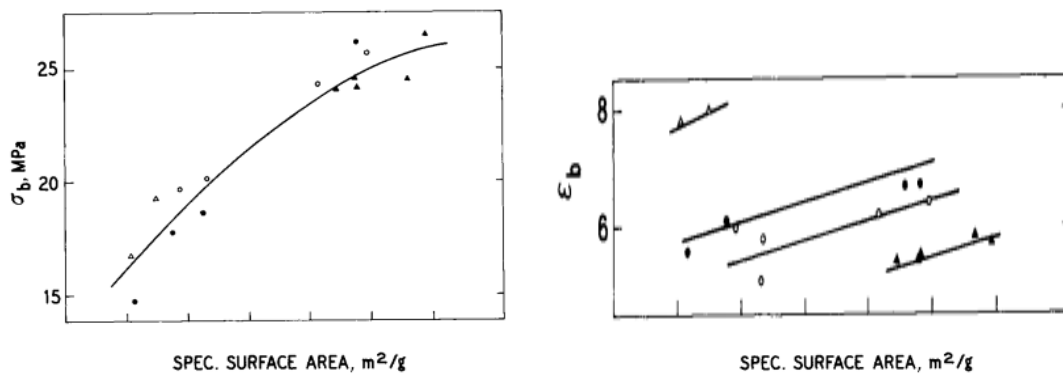 25
20
15
σb, MPa
SPEC. SURFACE AREA, m²/g
8
6
εb
SPEC. SURFACE AREA, m²/g